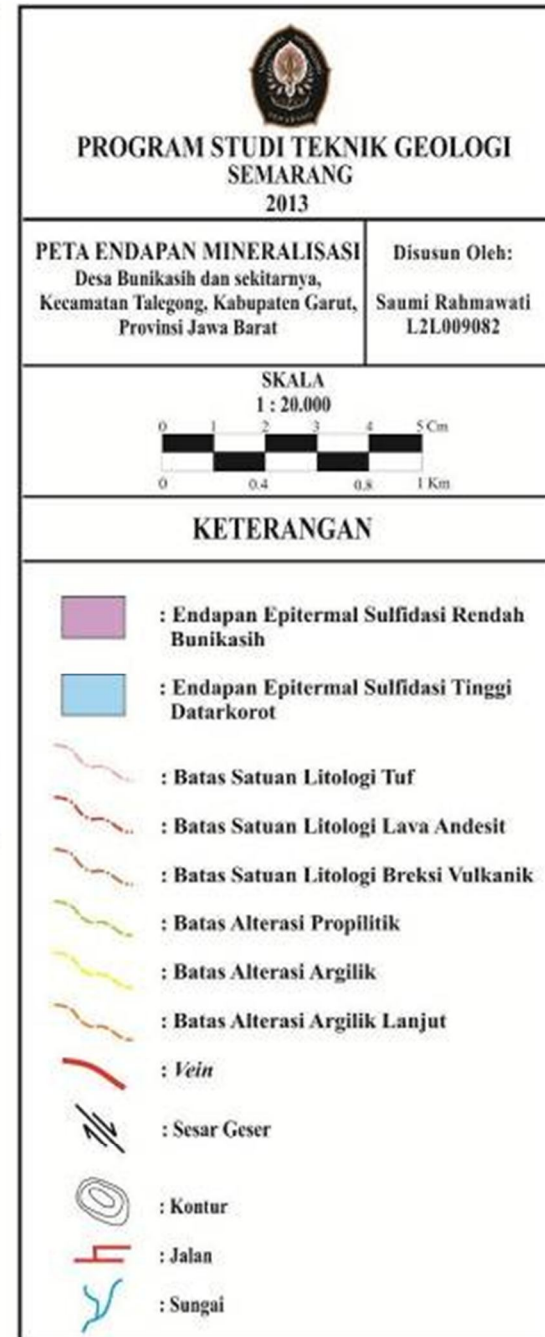 PROGRAM STUDI TEKNIK GEOLOGI
SEMARANG
2013
PETA ENDAPAN MINERALISASI
Desa Bunikasih dan sekitarnya,
Kecamatan Talegong, Kabupaten Garut,
Provinsi Jawa Barat
Disusun Oleh:
Saumi Rahmawati
L2L009082
SKALA
1 : 20.000
0 1 2 3 4 5 Cm
0 0.4 0.8 1 Km
KETERANGAN
: Endapan Epitermal Sulfidasi Rendah
Bunikasih
: Endapan Epitermal Sulfidasi Tinggi
Datarkorot
: Batas Satuan Litologi Tuf
: Batas Satuan Litologi Lava Andesit
: Batas Satuan Litologi Breksi Vulkanik
: Batas Alterasi Propilitik
: Batas Alterasi Argilik
: Batas Alterasi Argilik Lanjut
: Vein
: Sesar Geser
: Kontur
: Jalan
: Sungai